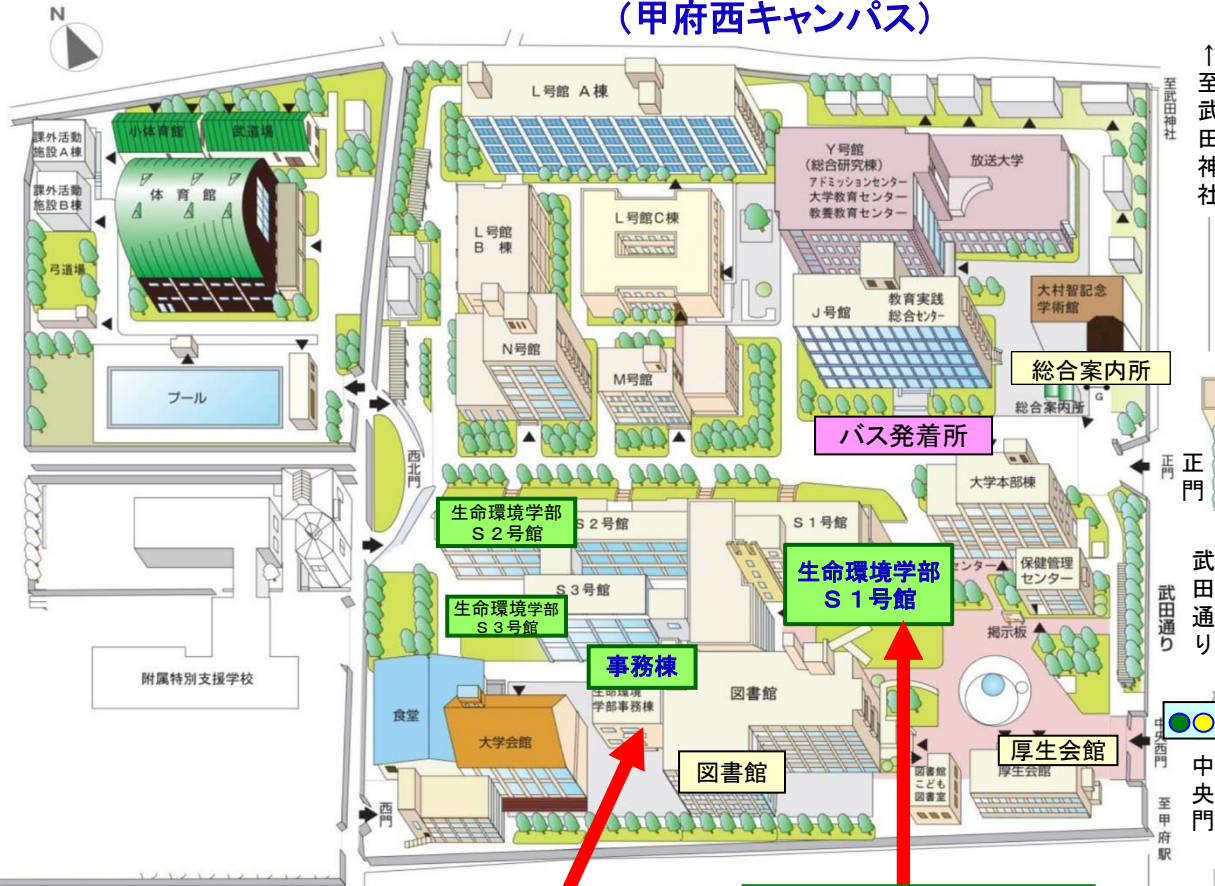 （甲府西キャンパス）
N
↑至武田神社
至武田神社
L号館 A棟
小体育館
武道場
課外活動
施設A棟
課外活動
施設B棟
体育館
弓道場
プール
L号館
B 棟
L号館C棟
Y号館
（総合研究棟）
アドミッションセンター
大学教育センター
教養教育センター
放送大学
大村智記念
学術館
教育実践
総合センター
J号館
N号館
M号館
総合案内所
総合案内所
G
バス発着所
西北門
正門
正門
大学本部棟
生命環境学部
Ｓ２号館
S2号館
S1号館
センター
保健管理
センター
生命環境学部
Ｓ１号館
S3号館
生命環境学部
Ｓ３号館
掲示板
武田通り
武田通り
附属特別支援学校
事務棟
生命環境
学部事務棟
図書館
食堂
大学会館
図書館
厚生会館
厚生会館
図書館
こども
図書室
中央西門
中央門
西門
至甲府駅